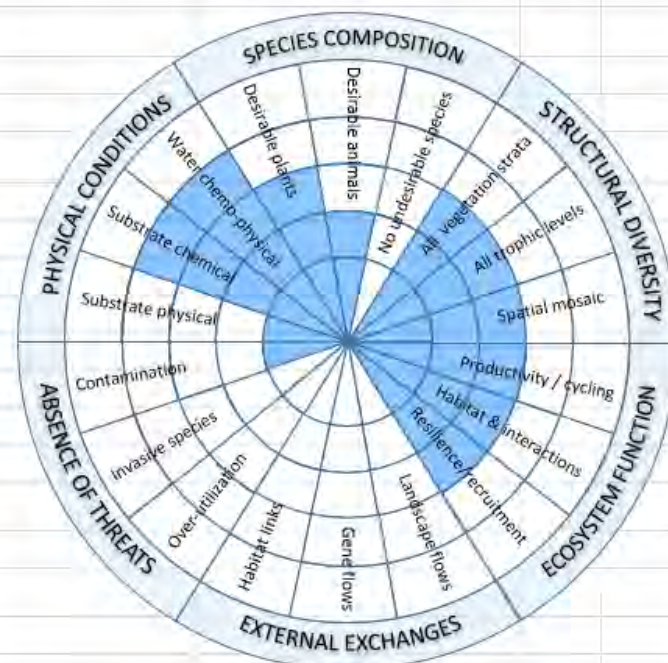 SPECIES COMPOSITION
Desirable plants
Desirable animals
No undesirable species
STRUCTURAL DIVERSITY
All vegetation strata
All trophic levels
Spatial mosaic
ECOSYSTEM FUNCTION
Productivity / cycling
Habitat & interactions
Resilience/recruitment
EXTERNAL EXCHANGES
Landscape flows
Gene flows
Habitat links
ABSENCE OF THREATS
Over-utilization
invasive species
Contamination
PHYSICAL CONDITIONS
Substrate physical
Substrate chemical
Water chemo-physical